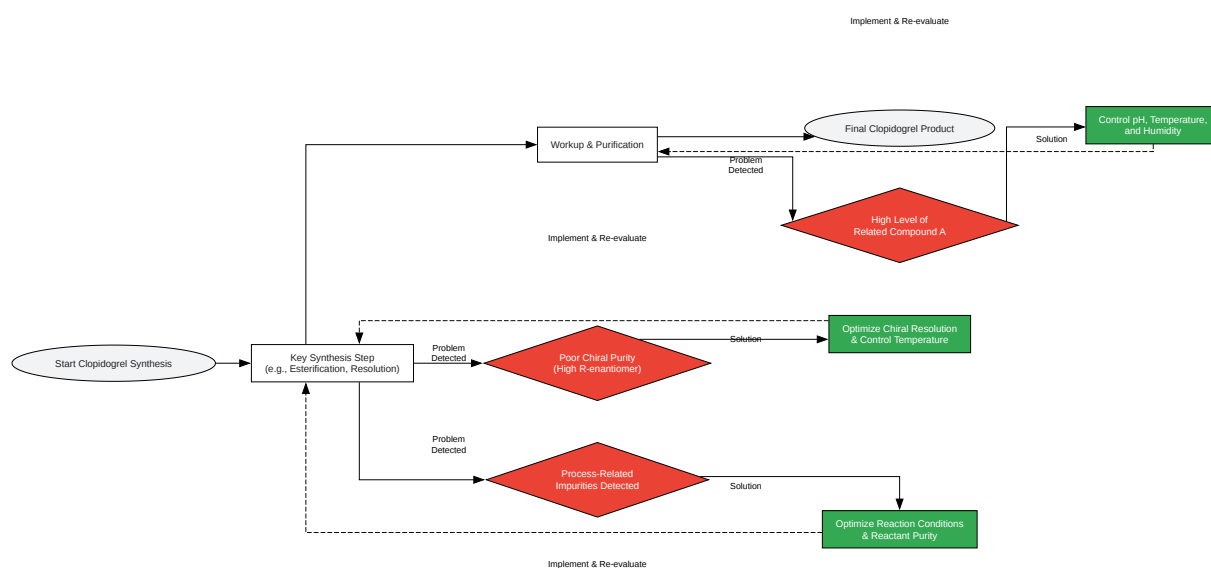 Implement & Re-evaluate
Control pH, Temperature,
and Humidity
Final Clopidogrel Product
Solution
Workup & Purification
Problem
Detected
High Level of
Related Compound A
Implement & Re-evaluate
Optimize Chiral Resolution
& Control Temperature
Solution
Start Clopidogrel Synthesis
Key Synthesis Step
(e.g., Esterification, Resolution)
Problem
Detected
Poor Chiral Purity
(High R-enantiomer)
Problem
Detected
Process-Related
Impurities Detected
Solution
Optimize Reaction Conditions
& Reactant Purity
Implement & Re-evaluate